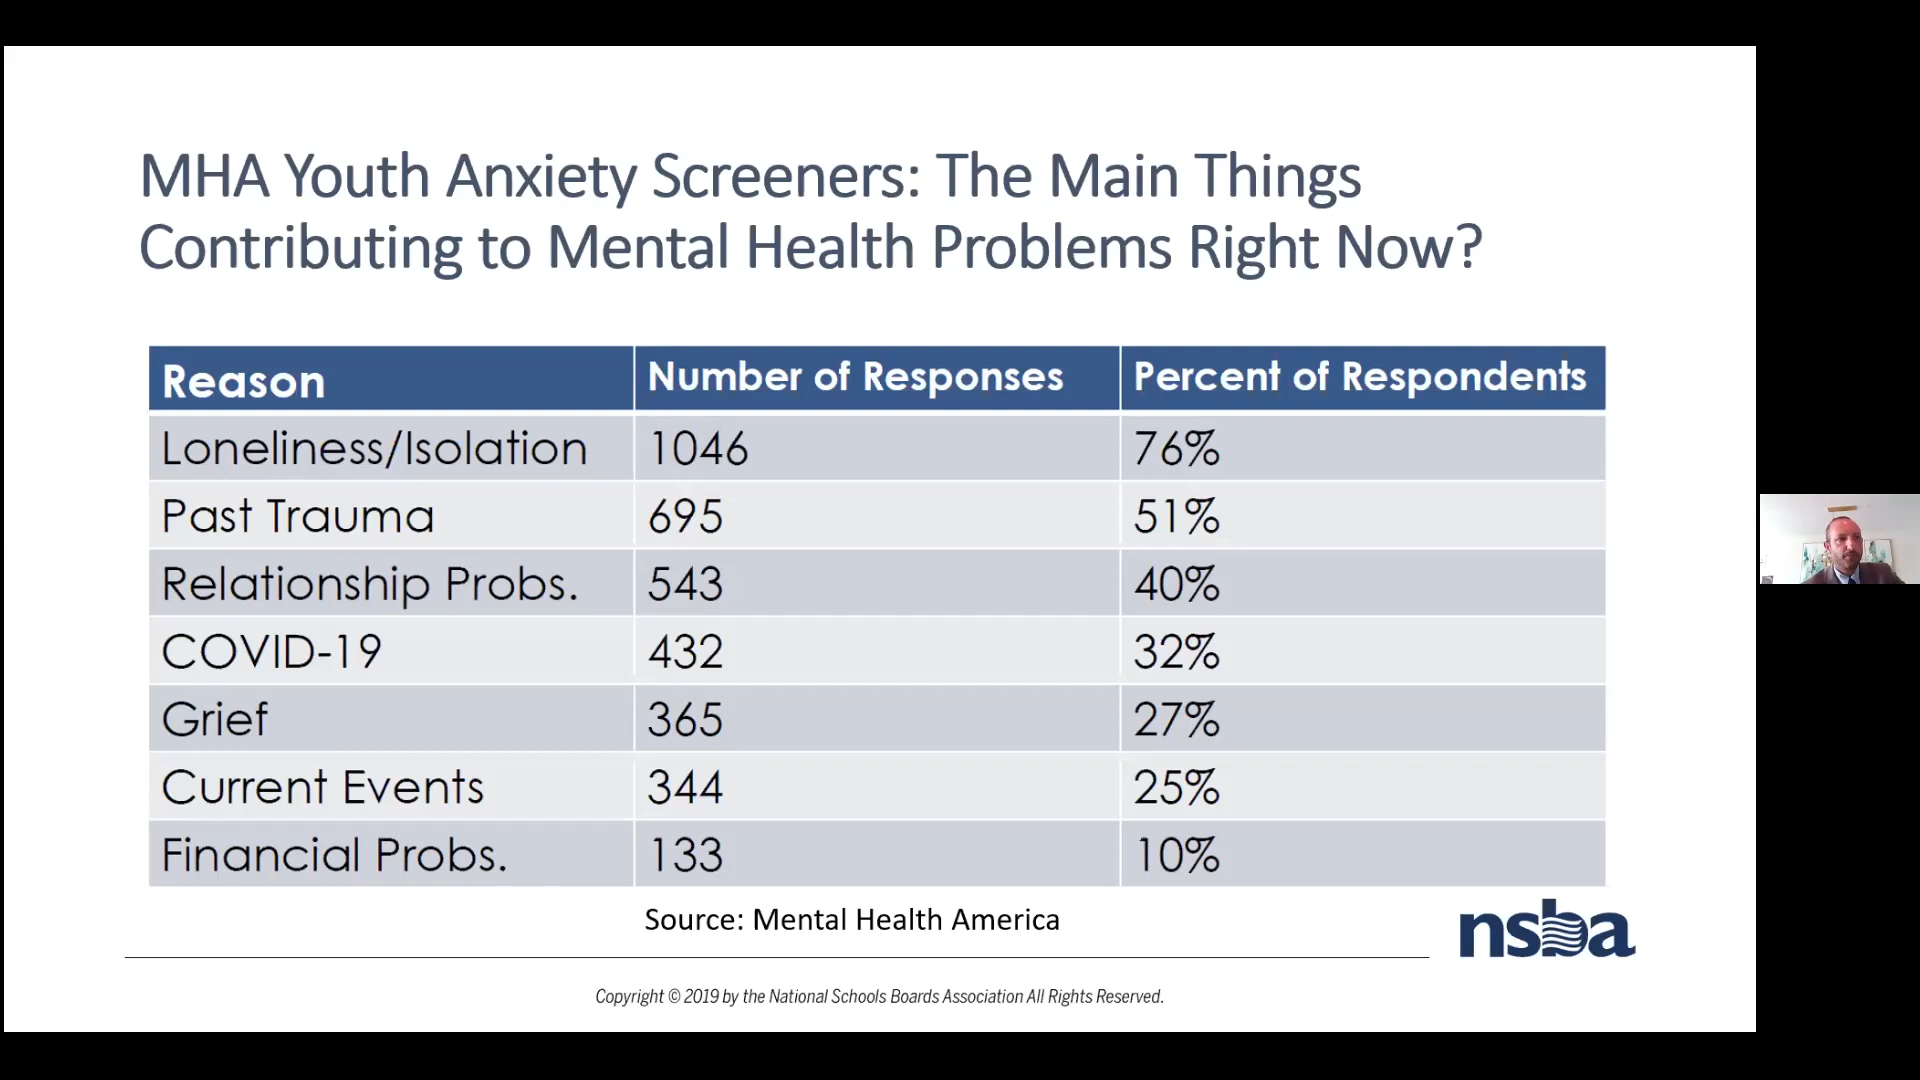 MHA Youth Anxiety Screeners: The Main Things
Contributing to Mental Health Problems Right Now?
Reason Number of Responses Percent of Respondents
Loneliness/Isolation 1046 76%
Past Trauma 695 51%
Relationship Probs. 543 40%
COVID-19 432 32%
Grief 365 27%
Current Events 344 25%
Financial Probs. 133 10%
Source: Mental Health America
nsba
Copyright © 2019 by the National Schools Boards Association All Rights Reserved.